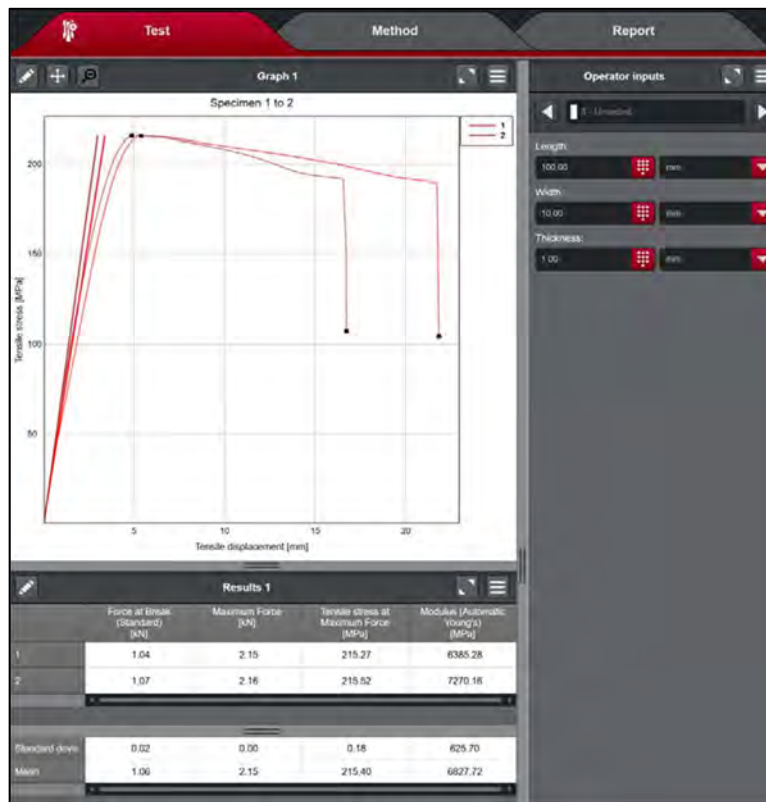 Test
Method
Report
Graph 1
Operator inputs
Specimen 1 to 2
1
2
Length:
100.00
mm
Width:
10.00
mm
Thickness:
1.00
mm
Tensile stress [MPa]
200
150
100
50
5
10
15
20
Tensile displacement [mm]
Results 1
Force at Break (Standard) [kN]
Maximum Force [kN]
Tensile stress at Maximum Force [MPa]
Modulus (Automatic Young's) [MPa]
1 1.04 2.15 215.27 6385.28
2 1.07 2.16 215.52 7270.16
Standard devia 0.02 0.00 0.18 625.70
Mean 1.06 2.15 215.40 6827.72